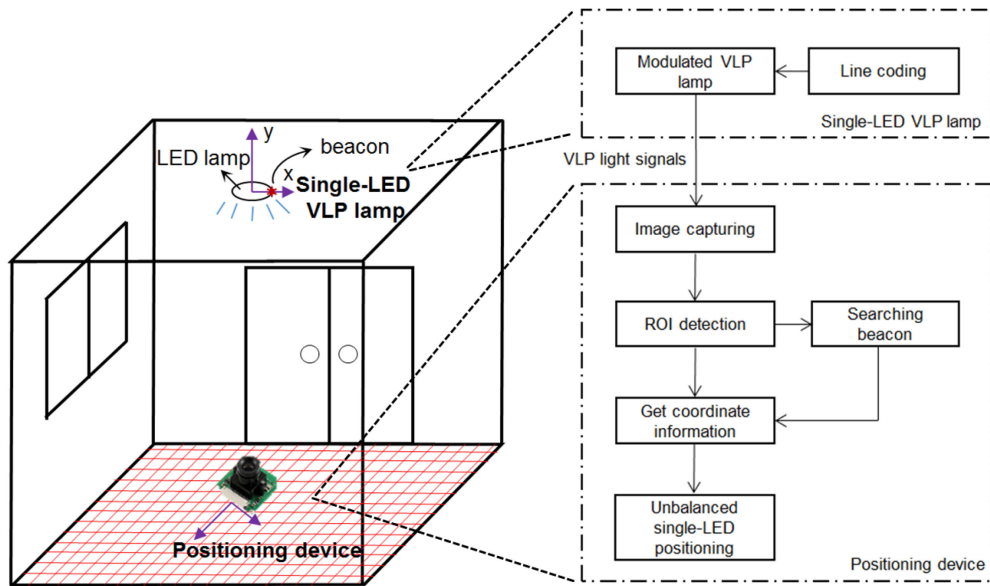 y
LED lamp
beacon
x
Single-LED
VLP lamp
Positioning device
Modulated VLP
lamp
Line coding
Single-LED VLP lamp
VLP light signals
Image capturing
ROI detection
Searching
beacon
Get coordinate
information
Unbalanced
single-LED
positioning
Positioning device